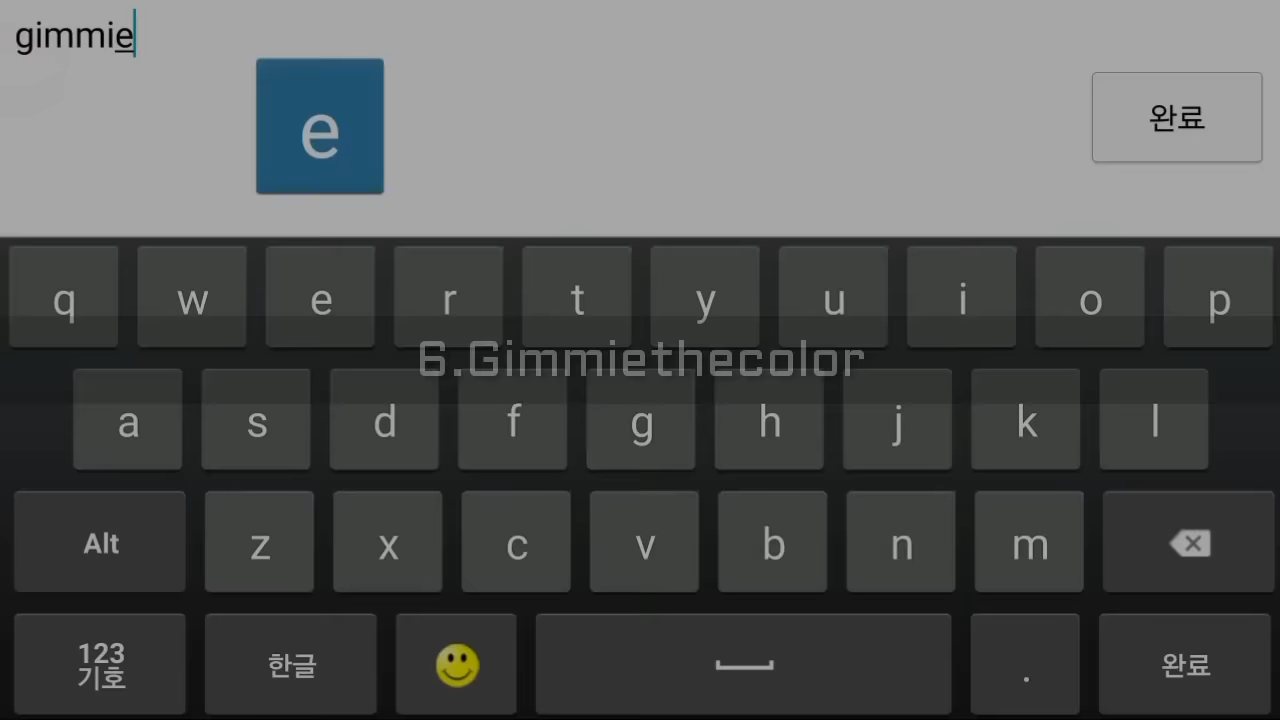 gimmie
e
완료
q w e r t y u i o p
6.Gimmiethecolor
a s d f g h j k l
Alt z x c v b n m
123
기호
한글
.
완료